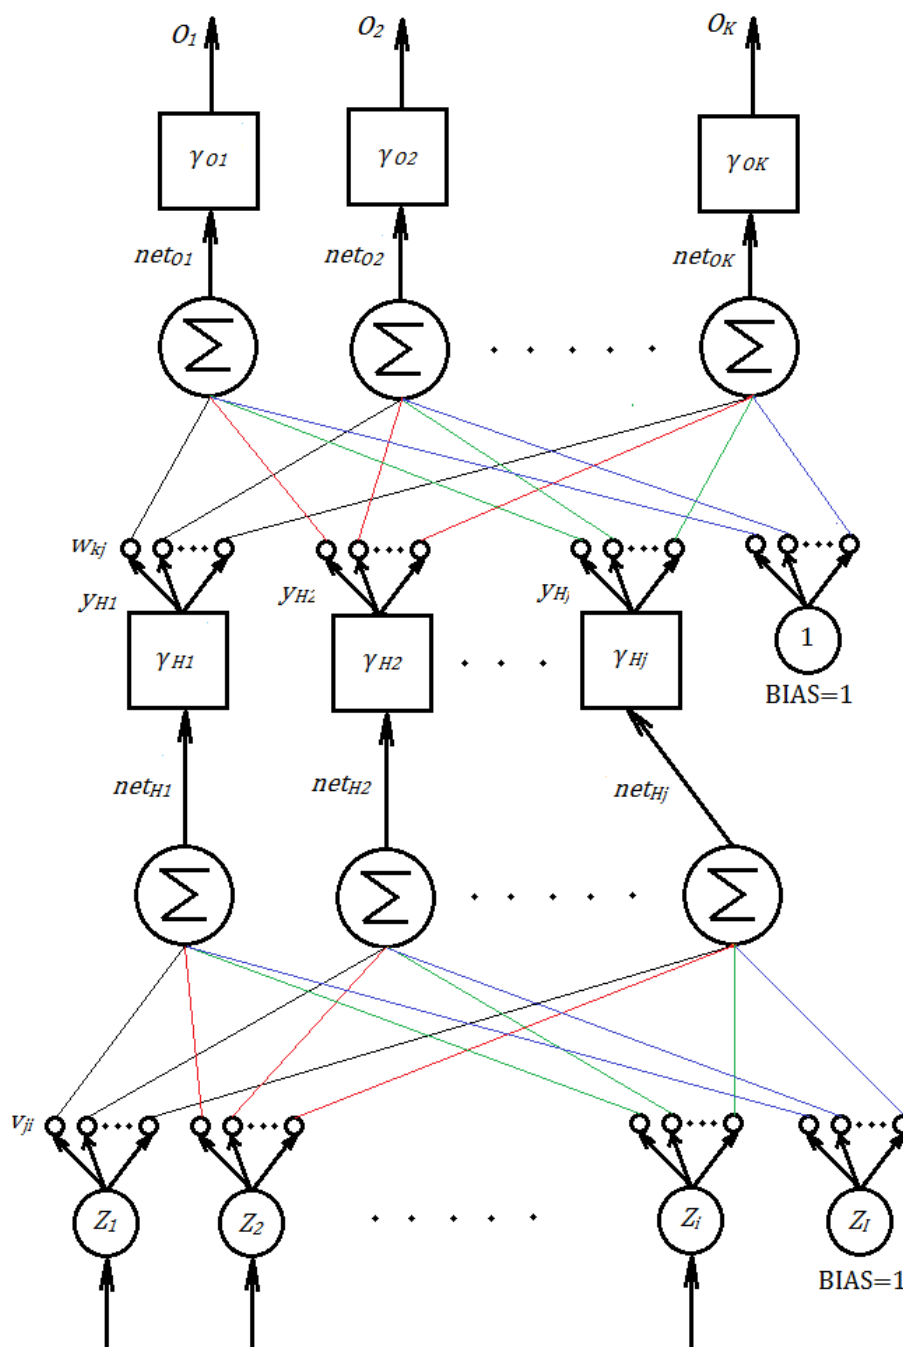 O1 O2 OK
γO1 γO2 γOK
netO1 netO2 netOK
Σ Σ Σ
wkj
yH1 yH2 yHj
γH1 γH2 γHj 1
BIAS=1
netH1 netH2 netHj
Σ Σ Σ
vji
Z1 Z2 Zi ZI
BIAS=1